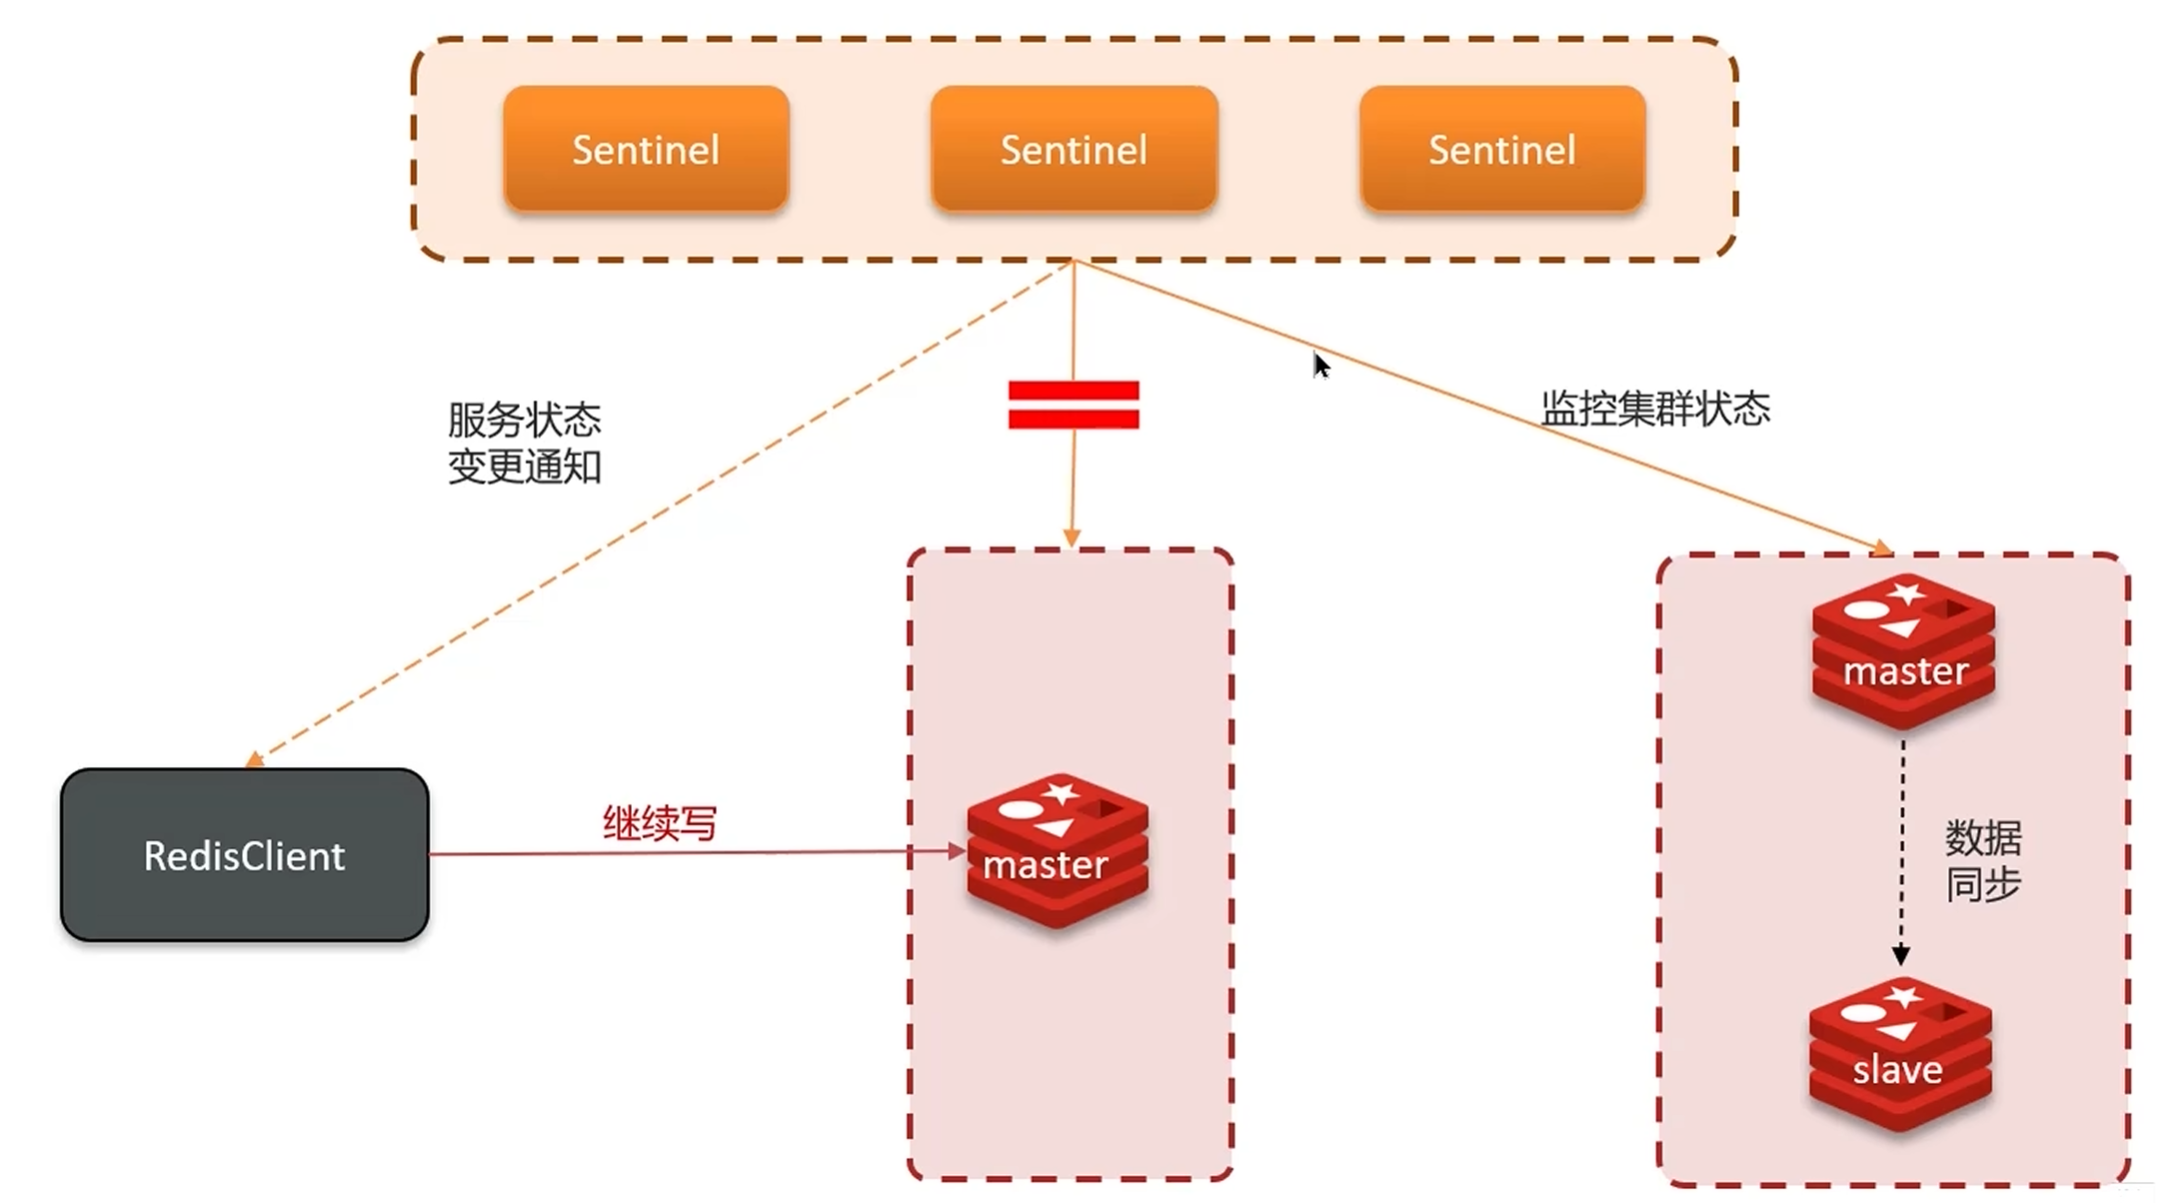 Sentinel
Sentinel
Sentinel
服务状态
变更通知
监控集群状态
master
继续写
RedisClient
master
数据
同步
slave